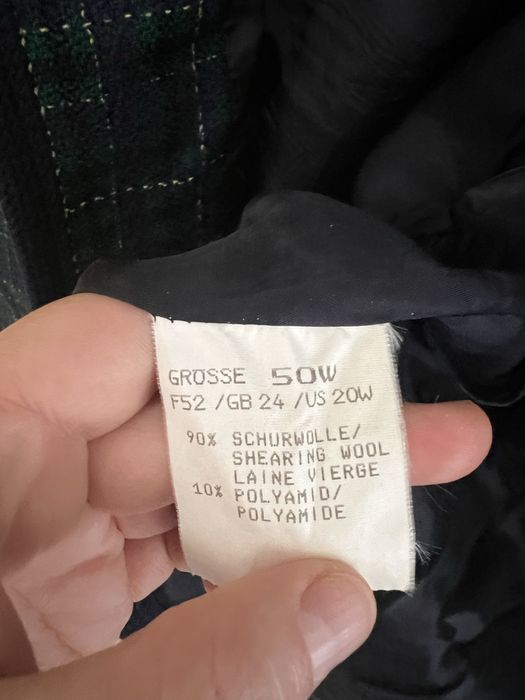 GRÖSSE 50W
F52 /GB 24 /US 20W
90% SCHURWOLLE/
SHEARING WOOL
LAINE VIERGE
10% POLYAMID/
POLYAMIDE